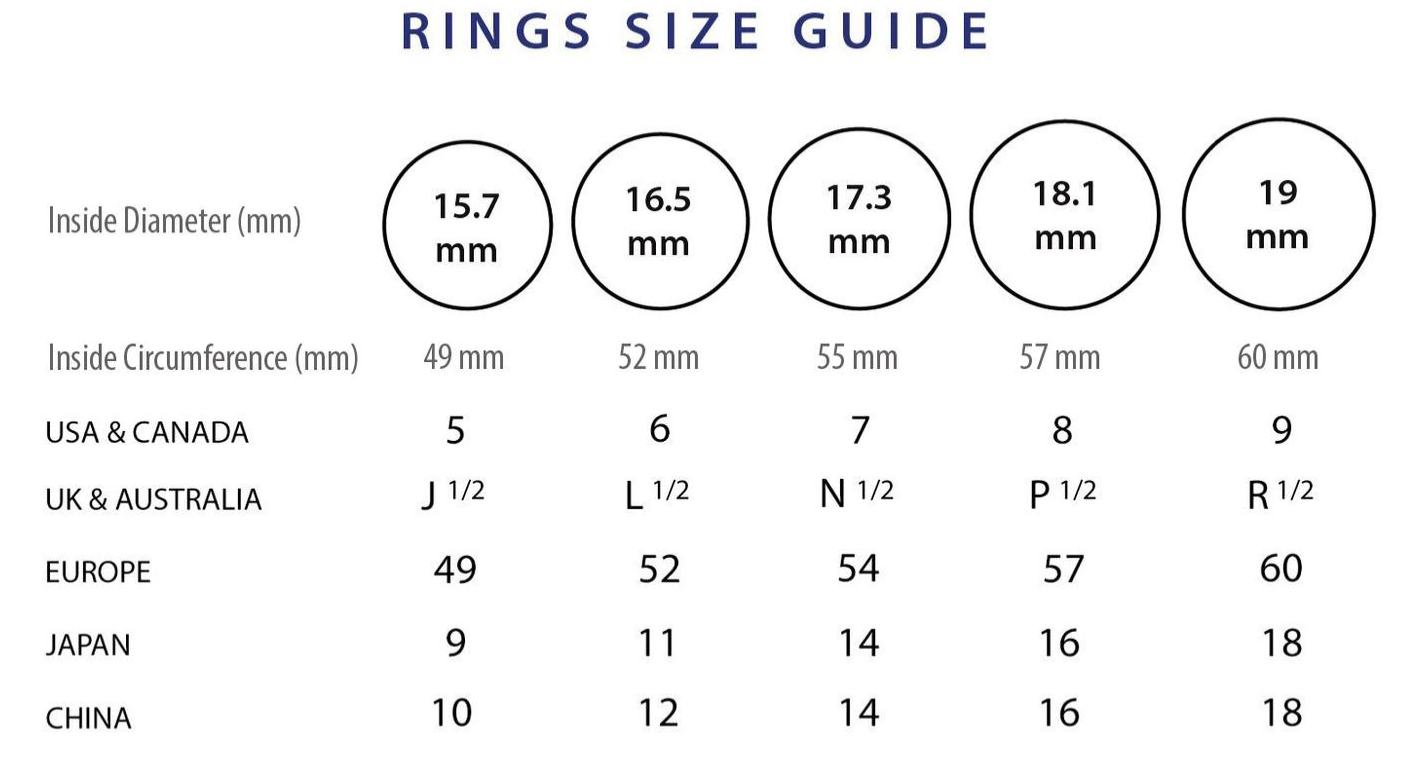 RINGS SIZE GUIDE
Inside Diameter (mm) 15.7 mm 16.5 mm 17.3 mm 18.1 mm 19 mm
Inside Circumference (mm) 49 mm 52 mm 55 mm 57 mm 60 mm
USA & CANADA 5 6 7 8 9
UK & AUSTRALIA J 1/2 L 1/2 N 1/2 P 1/2 R 1/2
EUROPE 49 52 54 57 60
JAPAN 9 11 14 16 18
CHINA 10 12 14 16 18